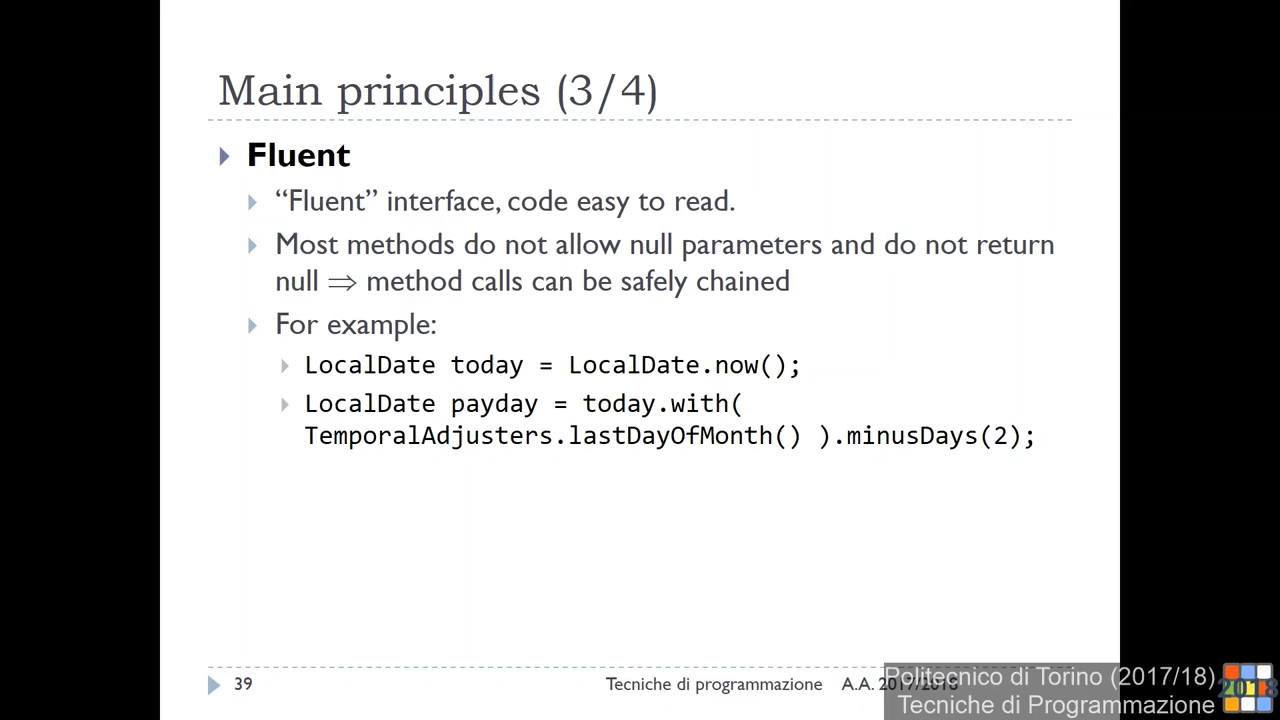 Main principles (3/4)
Fluent
“Fluent” interface, code easy to read.
Most methods do not allow null parameters and do not return
null ⇒ method calls can be safely chained
For example:
LocalDate today = LocalDate.now();
LocalDate payday = today.with(
TemporalAdjusters.lastDayOfMonth() ).minusDays(2);
39
Tecniche di programmazione A.A. 2017/2018
Politecnico di Torino (2017/18)
Tecniche di Programmazione
2018